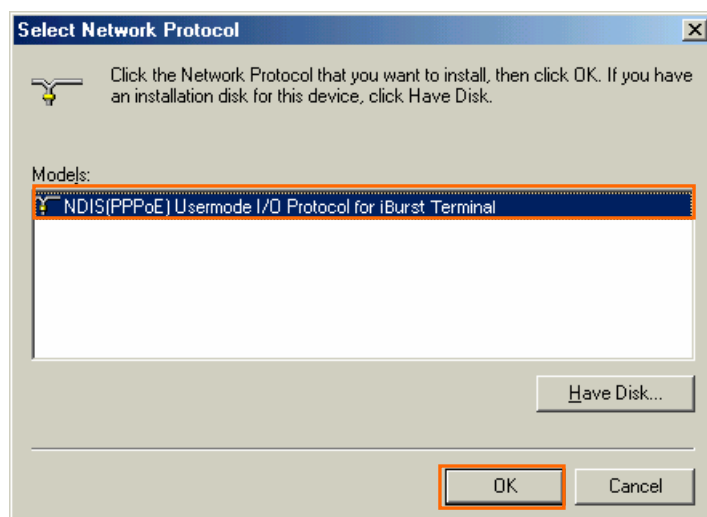 Select Network Protocol
Click the Network Protocol that you want to install, then click OK. If you have
an installation disk for this device, click Have Disk.
Models:
NDIS(PPPoE) Usermode I/O Protocol for iBurst Terminal
Have Disk...
OK
Cancel